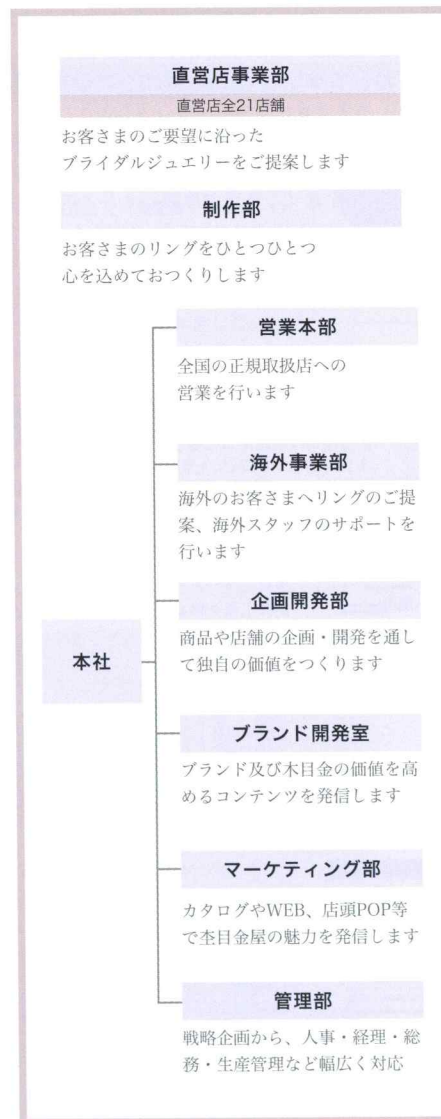 直営店事業部
直営店全21店舗
お客さまのご要望に沿った
ブライダルジュエリーをご提案します
制作部
お客さまのリングをひとつひとつ
心を込めておつくりします
営業本部
全国の正規取扱店への
営業を行います
海外事業部
海外のお客さまへリングのご提
案、海外スタッフのサポートを
行います
企画開発部
商品や店舗の企画・開発を通し
て独自の価値をつくります
本社
ブランド開発室
ブランド及び木目金の価値を高
めるコンテンツを発信します
マーケティング部
カタログやWEB、店頭POP等
で杢目金屋の魅力を発信します
管理部
戦略企画から、人事・経理・総
務・生産管理など幅広く対応